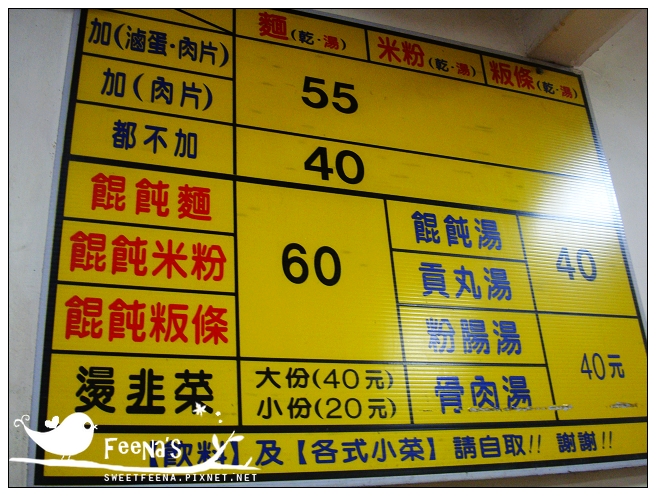 麵(乾·湯) 米粉(乾·湯) 粄條(乾·湯)
加(滷蛋·肉片)
加(肉片) 55
都不加 40
餛飩麵
餛飩米粉
餛飩粄條
60
餛飩湯
貢丸湯
40
粉腸湯
骨肉湯
40元
燙韭菜 大份(40元)
小份(20元)
【飲料】及【各式小菜】請自取!! 謝謝!!
FeeNA'S
SWEETFEENA.PIXNET.NET